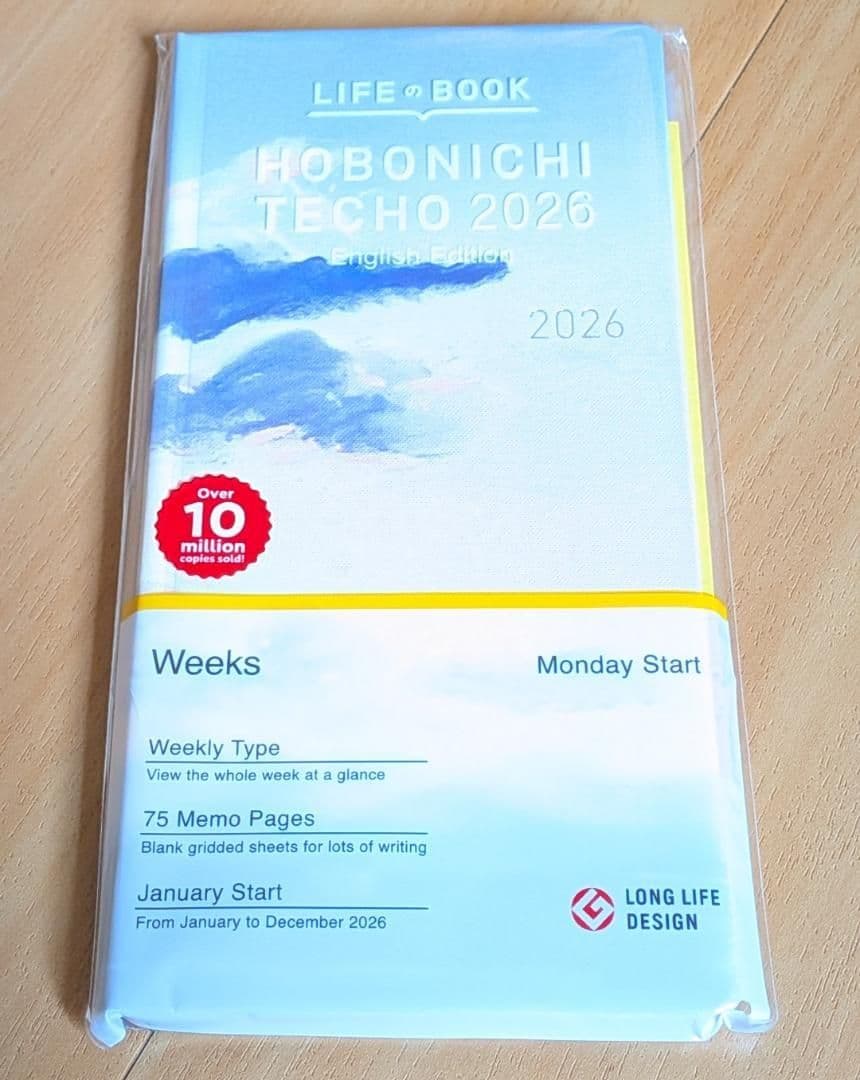 LIFEのBOOK
HOBONICHI
TECHO 2026
English Edition
2026
Over
10
million
copies sold!
Weeks
Monday Start
Weekly Type
View the whole week at a glance
75 Memo Pages
Blank gridded sheets for lots of writing
January Start
From January to December 2026
LONG LIFE
DESIGN